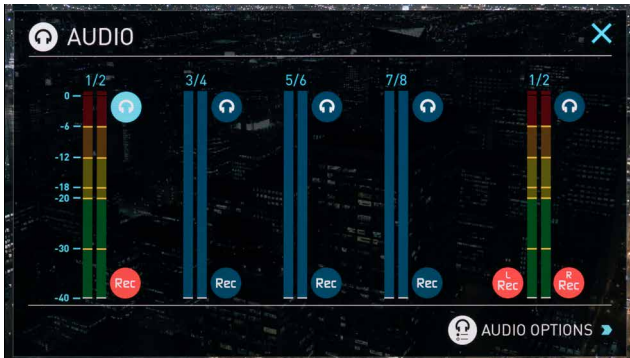 AUDIO
1/2 3/4 5/6 7/8 1/2
0
-6
-12
-18
-20
-30
-40
Rec Rec Rec Rec L Rec R Rec
AUDIO OPTIONS